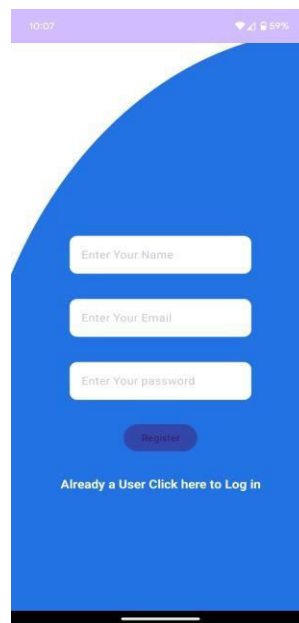 10:07 59%
Enter Your Name
Enter Your Email
Enter Your password
Register
Already a User Click here to Log in